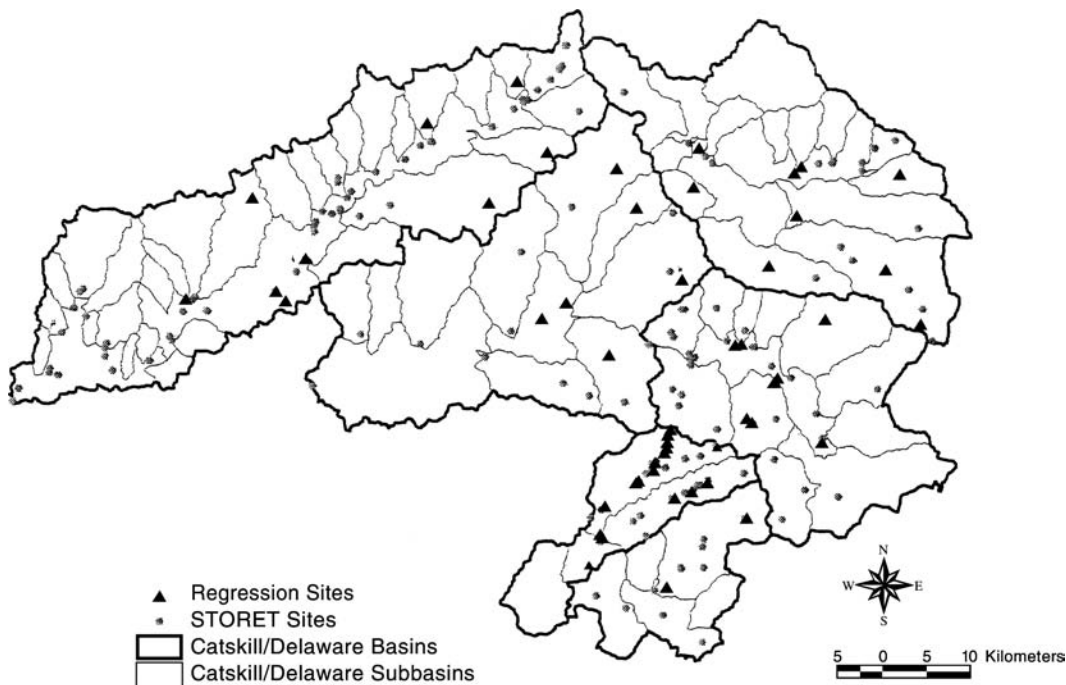 Regression Sites
STORET Sites
Catskill/Delaware Basins
Catskill/Delaware Subbasins
N
W E
S
5 0 5 10 Kilometers